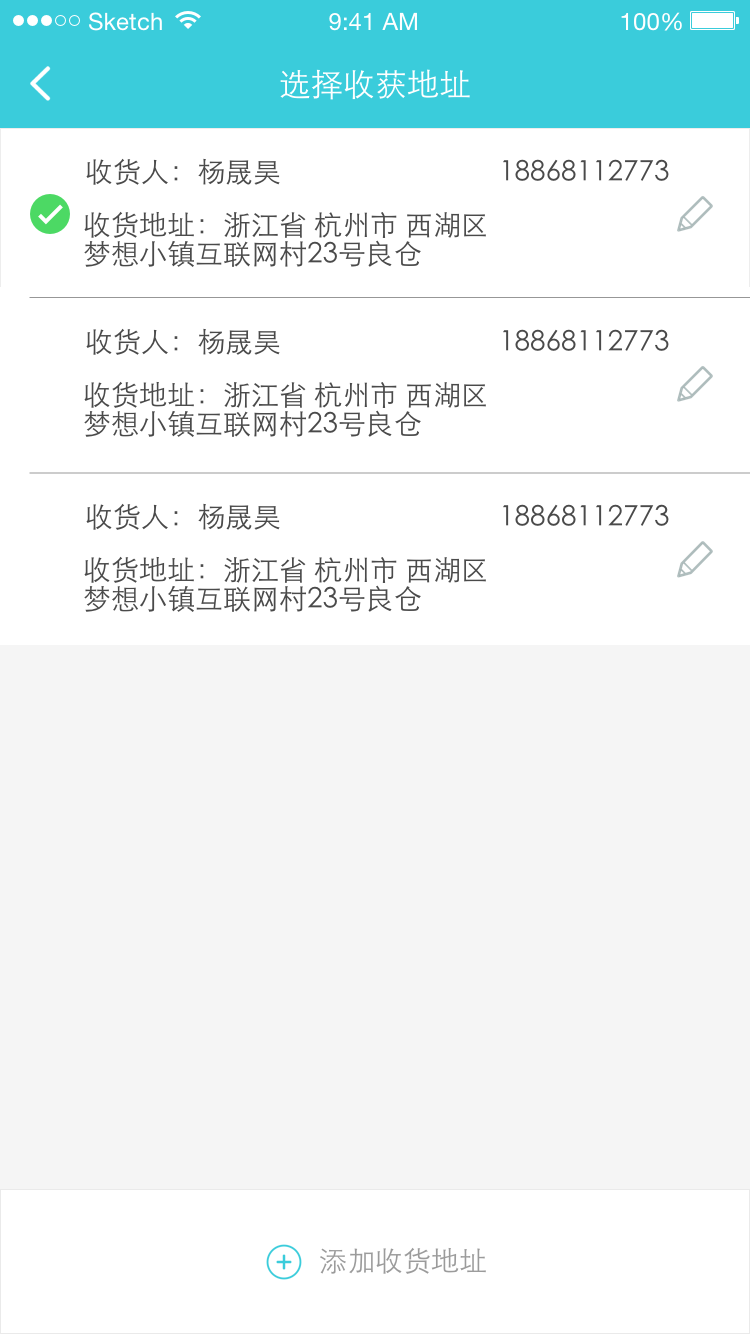 Sketch 9:41 AM 100%
选择收获地址
收货人：杨晟昊 18868112773
收货地址：浙江省 杭州市 西湖区
梦想小镇互联网村23号良仓
收货人：杨晟昊 18868112773
收货地址：浙江省 杭州市 西湖区
梦想小镇互联网村23号良仓
收货人：杨晟昊 18868112773
收货地址：浙江省 杭州市 西湖区
梦想小镇互联网村23号良仓
添加收货地址